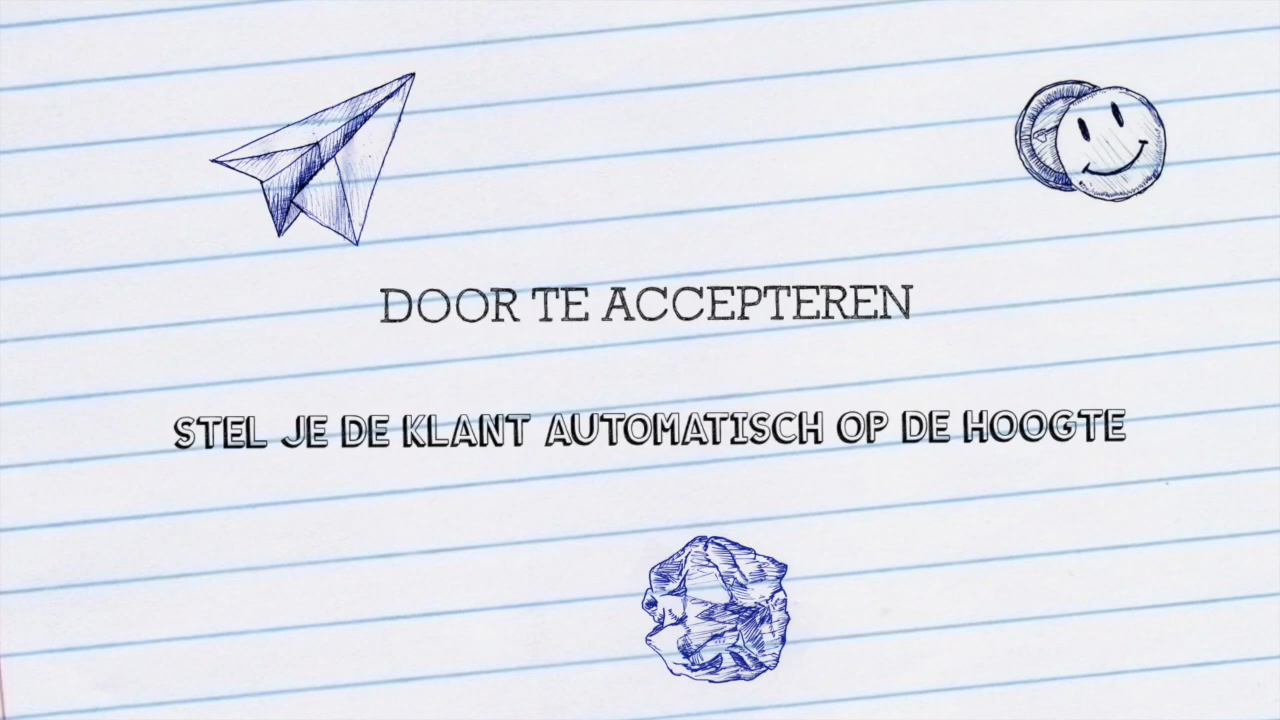 DOOR TE ACCEPTEREN
STEL JE DE KLANT AUTOMATISCH OP DE HOOGTE